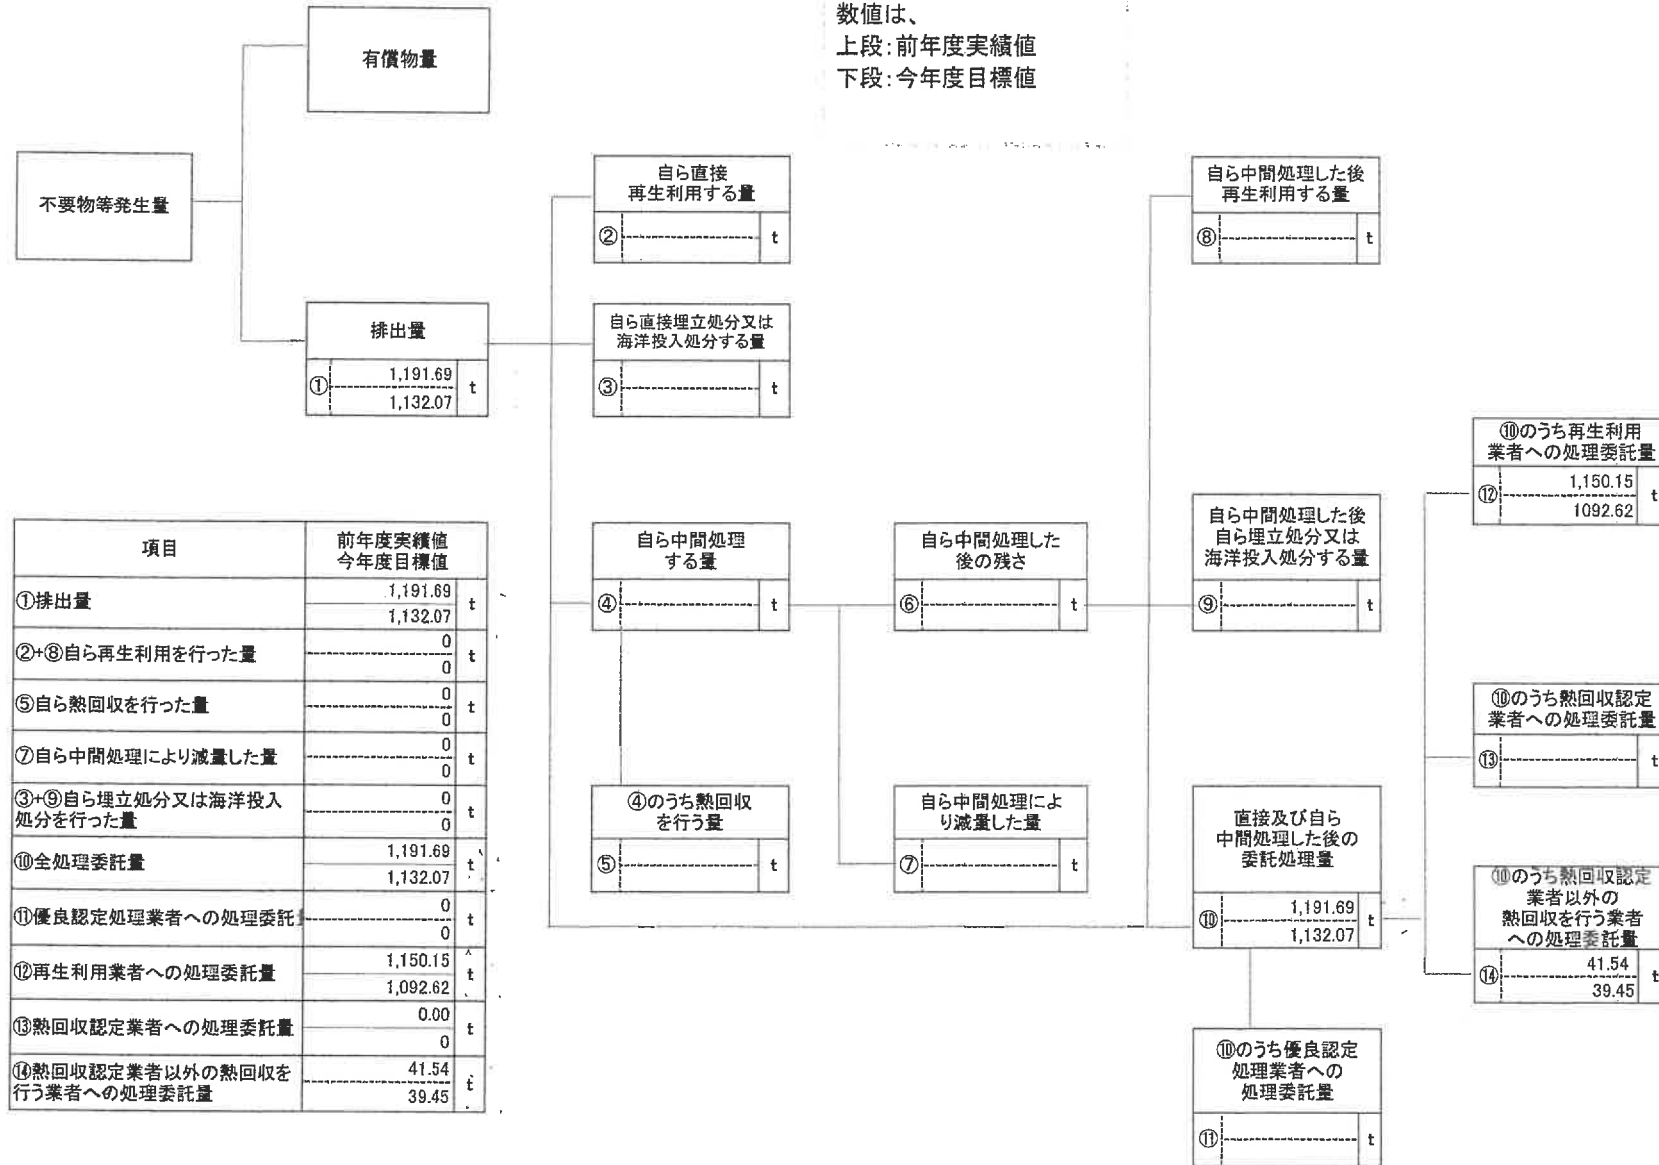 数値は、
上段:前年度実績値
下段:今年度目標値
有償物量
不要物等発生量
排出量
① 1,191.69 t
1,132.07
自ら直接
再生利用する量
② t
自ら直接埋立処分又は
海洋投入処分する量
③ t
自ら中間処理
する量
④ t
④のうち熱回収
を行う量
⑤ t
自ら中間処理した
後の残さ
⑥ t
自ら中間処理によ
り減量した量
⑦ t
自ら中間処理した後
再生利用する量
⑧ t
自ら中間処理した後
自ら埋立処分又は
海洋投入処分する量
⑨ t
直接及び自ら
中間処理した後の
委託処理量
⑩ 1,191.69 t
1,132.07
⑩のうち優良認定
処理業者への
処理委託量
⑪ t
⑩のうち再生利用
業者への処理委託量
⑫ 1,150.15 t
1092.62
⑩のうち熱回収認定
業者への処理委託量
⑬ t
⑩のうち熱回収認定
業者以外の
熱回収を行う業者
への処理委託量
⑭ 41.54 t
39.45
項目 前年度実績値
今年度目標値
①排出量 1,191.69 t
1,132.07
②+⑧自ら再生利用を行った量 0 t
0
⑤自ら熱回収を行った量 0 t
0
⑦自ら中間処理により減量した量 0 t
0
③+⑨自ら埋立処分又は海洋投入
処分を行った量 0 t
0
⑩全処理委託量 1,191.69 t
1,132.07
⑪優良認定処理業者への処理委託 0 t
0
⑫再生利用業者への処理委託量 1,150.15 t
1,092.62
⑬熱回収認定業者への処理委託量 0.00 t
0
⑭熱回収認定業者以外の熱回収を
行う業者への処理委託量 41.54 t
39.45